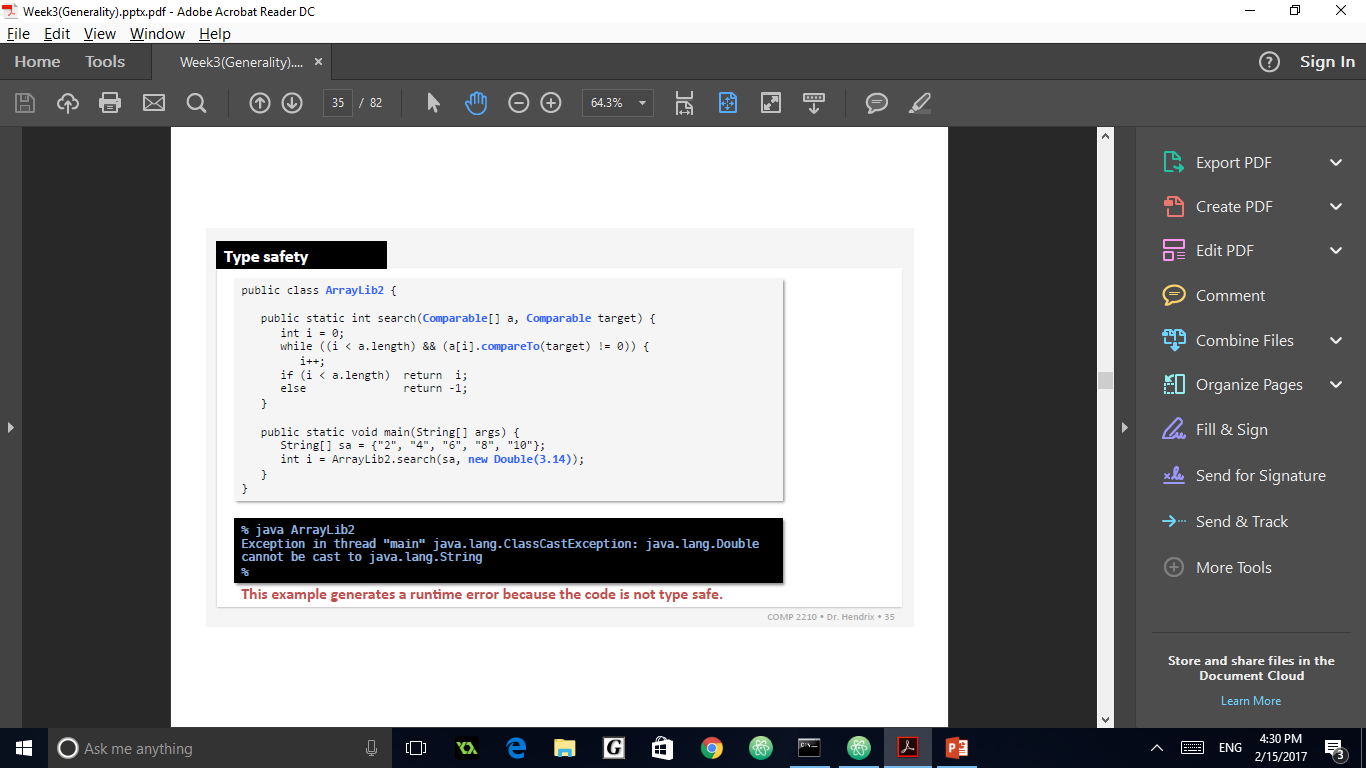 Week3(Generality).pptx.pdf - Adobe Acrobat Reader DC
File Edit View Window Help
Home Tools Week3(Generality).... × ? Sign In
35 / 82 64.3%
Type safety
public class ArrayLib2 {
public static int search(Comparable[] a, Comparable target) {
int i = 0;
while ((i < a.length) && (a[i].compareTo(target) != 0)) {
i++;
if (i < a.length) return i;
else return -1;
}
public static void main(String[] args) {
String[] sa = {"2", "4", "6", "8", "10"};
int i = ArrayLib2.search(sa, new Double(3.14));
}
}
% java ArrayLib2
Exception in thread "main" java.lang.ClassCastException: java.lang.Double
cannot be cast to java.lang.String
%
This example generates a runtime error because the code is not type safe.
COMP 2210 • Dr. Hendrix • 35
Export PDF
Create PDF
Edit PDF
Comment
Combine Files
Organize Pages
Fill & Sign
Send for Signature
Send & Track
More Tools
Store and share files in the
Document Cloud
Learn More
Ask me anything
ENG
4:30 PM
2/15/2017
3